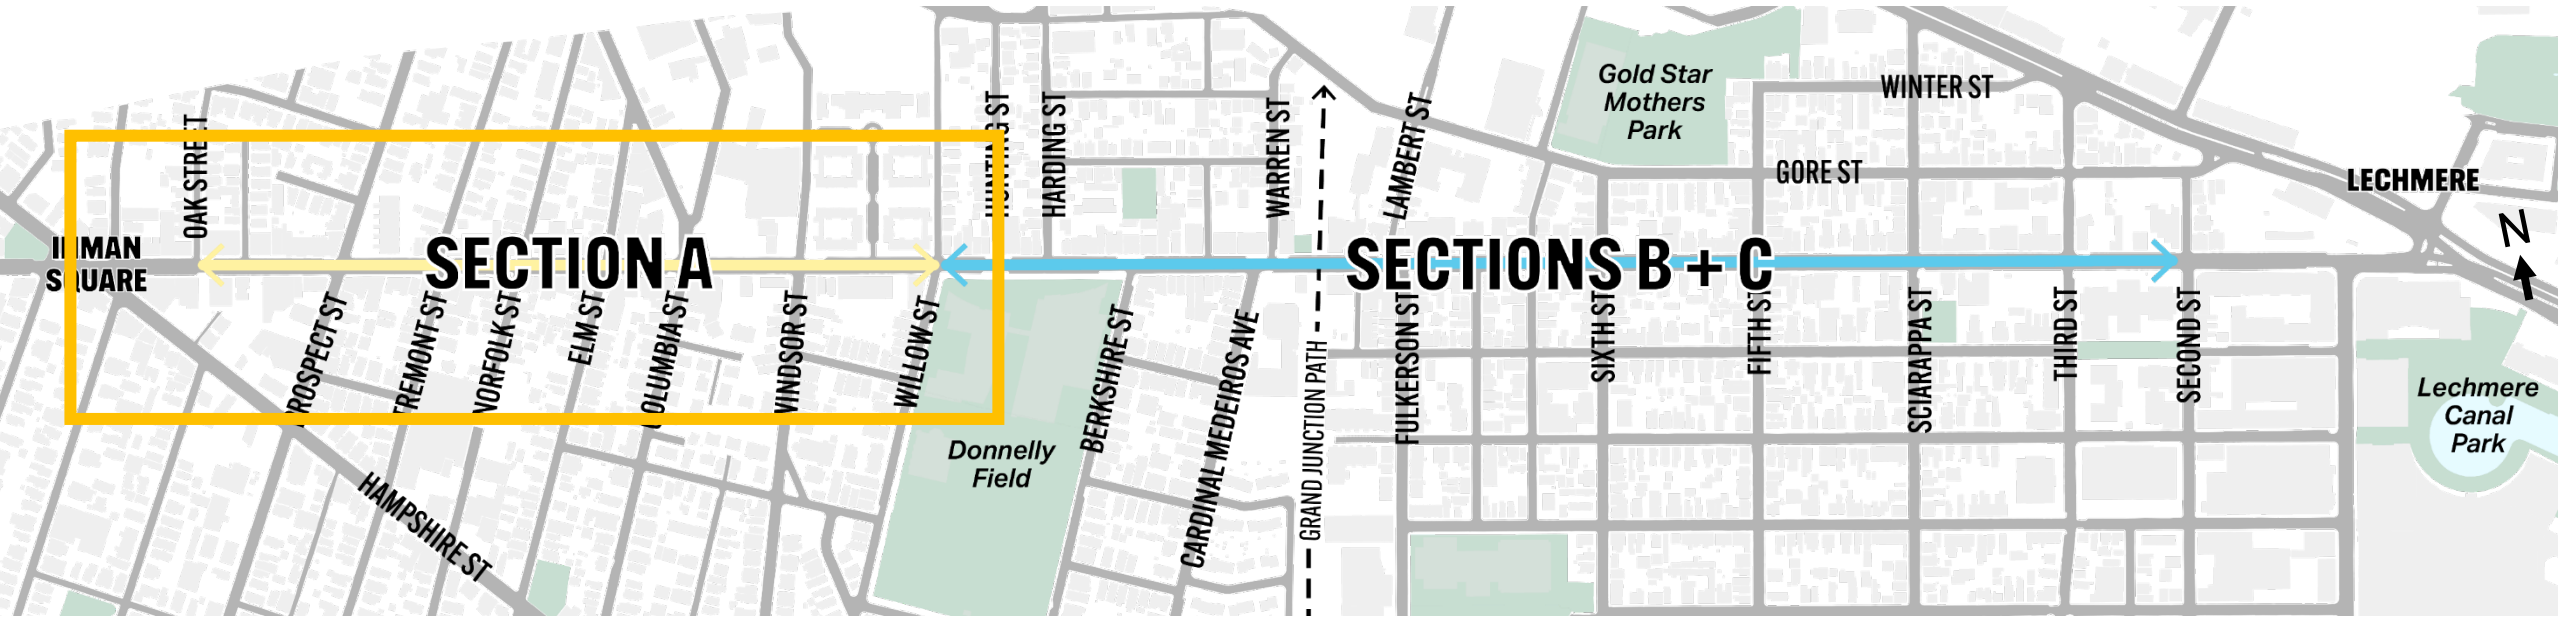 OAK STREET
HUNTING ST
HARDING ST
WARREN ST
LAMBERT ST
Gold Star
Mothers
Park
WINTER ST
GORE ST
LECHMERE
N
INMAN
SQUARE
SECTION A
SECTIONS B + C
PROSPECT ST
TREMONT ST
NORFOLK ST
ELM ST
COLUMBIA ST
WINDSOR ST
WILLOW ST
BERKSHIRE ST
CARDINAL MEDEIROS AVE
GRAND JUNCTION PATH
FULKERSON ST
SIXTH ST
FIFTH ST
SCIARAPPA ST
THIRD ST
SECOND ST
Lechmere
Canal
Park
Donnelly
Field
HAMPSHIRE ST